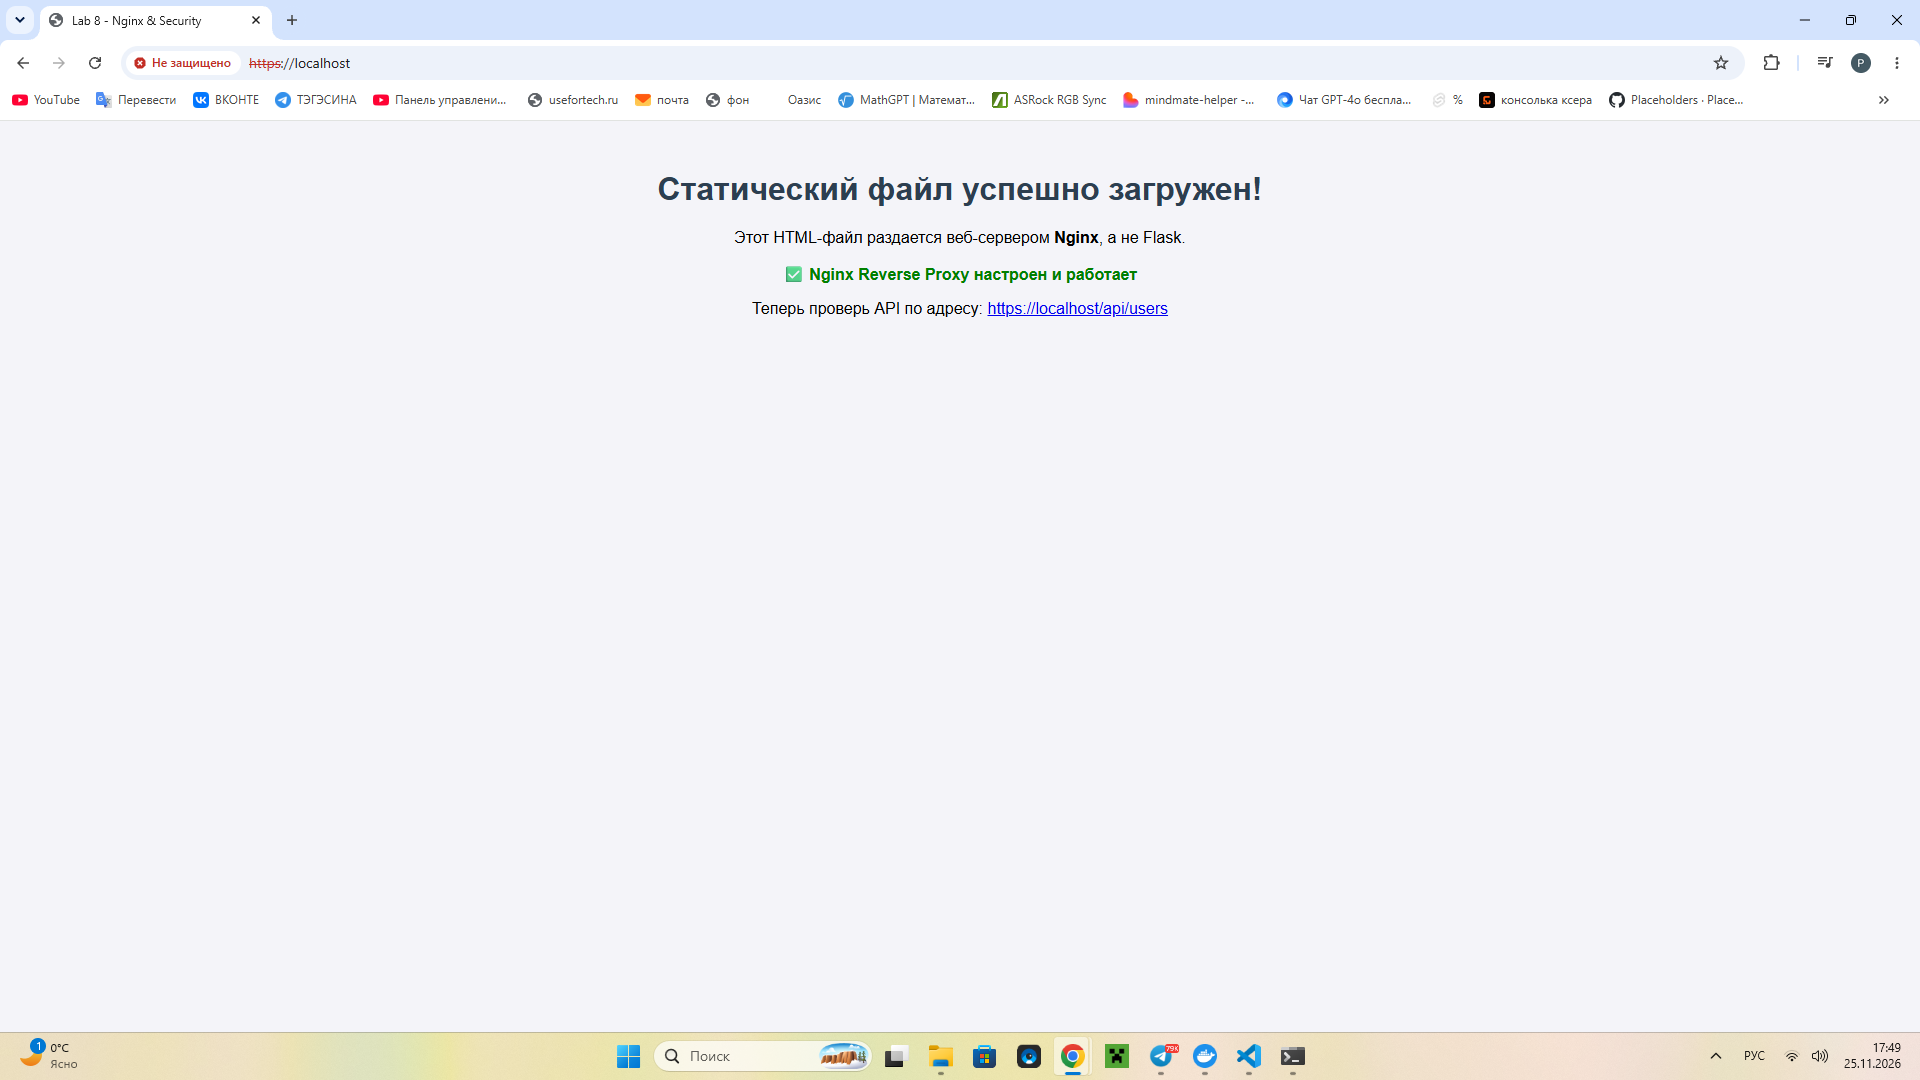 Lab 8 - Nginx & Security
Не защищено https://localhost P
YouTube Перевести ВКОНТЕ ТЭГЭСИНА Панель управлени... usefortech.ru почта фон Оазис MathGPT | Математ... ASRock RGB Sync mindmate-helper -... Чат GPT-4o беспла... % консолька ксера Placeholders · Place...
Статический файл успешно загружен!
Этот HTML-файл раздается веб-сервером Nginx, а не Flask.
✅ Nginx Reverse Proxy настроен и работает
Теперь проверь API по адресу: https://localhost/api/users
1 0°C
Ясно
Поиск
79K
РУС
17:49
25.11.2026